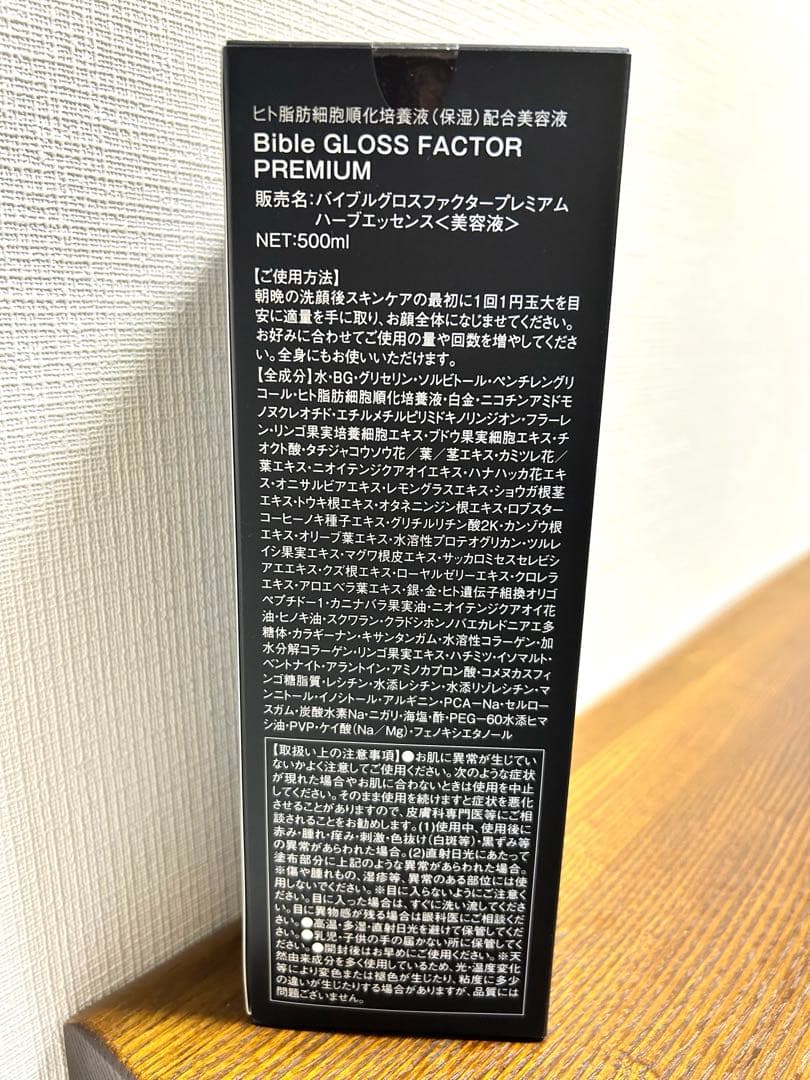 ヒト脂肪細胞順化培養液（保湿）配合美容液
Bible GLOSS FACTOR
PREMIUM
販売名：バイブルグロスファクタープレミアム
ハーブエッセンス＜美容液＞
NET：500ml
【ご使用方法】
朝晩の洗顔後スキンケアの最初に1回1円玉大を目
安に適量を手に取り、お顔全体になじませてください。
お好みに合わせてご使用の量や回数を増やしてくださ
い。全身にもお使いいただけます。
【全成分】水・BG・グリセリン・ソルビトール・ペンチレングリ
コール・ヒト脂肪細胞順化培養液・白金・ニコチンアミドモ
ノヌクレオチド・エチルメチルピリミドキノリンジオン・フラーレ
ン・リンゴ果実培養細胞エキス・ブドウ果実細胞エキス・チ
オクト酸・タチジャコウソウ花／葉／茎エキス・カミツレ花／
葉エキス・ニオイテンジクアオイエキス・ハナハッカ花エキ
ス・オニサルビアエキス・レモングラスエキス・ショウガ根茎
エキス・トウキ根エキス・オタネニンジン根エキス・ロブスター
コーヒーノキ種子エキス・グリチルリチン酸2K・カンゾウ根
エキス・オリーブ葉エキス・水溶性プロテオグリカン・ツルレ
イシ果実エキス・マグワ根皮エキス・サッカロミセスセレビシ
アエエキス・クズ根エキス・ローヤルゼリーエキス・クロレラ
エキス・アロエベラ葉エキス・銀・金・ヒト遺伝子組換オリゴ
ペプチド－1・カニナバラ果実油・ニオイテンジクアオイ花
油・ヒノキ油・スクワラン・クラドシホンノバエカレドニアエ多
糖体・カラギーナン・キサンタンガム・水溶性コラーゲン・加
水分解コラーゲン・リンゴ果実エキス・ハチミツ・イソマルト・
ベントナイト・アラントイン・アミノカプロン酸・コメヌカスフィ
ンゴ糖脂質・レシチン・水添レシチン・水添リゾレシチン・マ
ンニトール・イノシトール・アルギニン・PCA－Na・セルロー
スガム・炭酸水素Na・ニガリ・海塩・酢・PEG－60水添ヒマ
シ油・PVP・ケイ酸（Na／Mg）・フェノキシエタノール
【取扱い上の注意事項】●お肌に異常が生じてい
ないかよく注意してご使用ください。次のような症状
が現れた場合やお肌に合わないときは使用を中止
してください。そのまま使用を続けますと症状を悪化
させることがありますので、皮膚科専門医等にご相
談されることをお勧めします。(1)使用中、使用後に
赤み・腫れ・痒み・刺激・色抜け（白斑等）・黒ずみ等
の異常があらわれた場合。(2)直射日光にあたって
塗布部分に上記のような異常があらわれた場合。
※傷や腫れもの、湿疹等、異常のある部位には使
用しないでください。※目に入らないようにご注意くだ
さい。目に入った場合は、すぐに洗い流してくださ
い。目に異物感が残る場合は眼科医にご相談くださ
い。●高温・多湿・直射日光を避けて保管してくださ
い。●乳児・子供の手の届かない所に保管してくだ
さい。●開封後はお早めにご使用ください。※天
然由来成分を多く使用しているため、光・温度変化
等により変色または褪色が生じたり、粘度に多少
の違いが生じたりする場合がありますが、品質には
問題ございません。